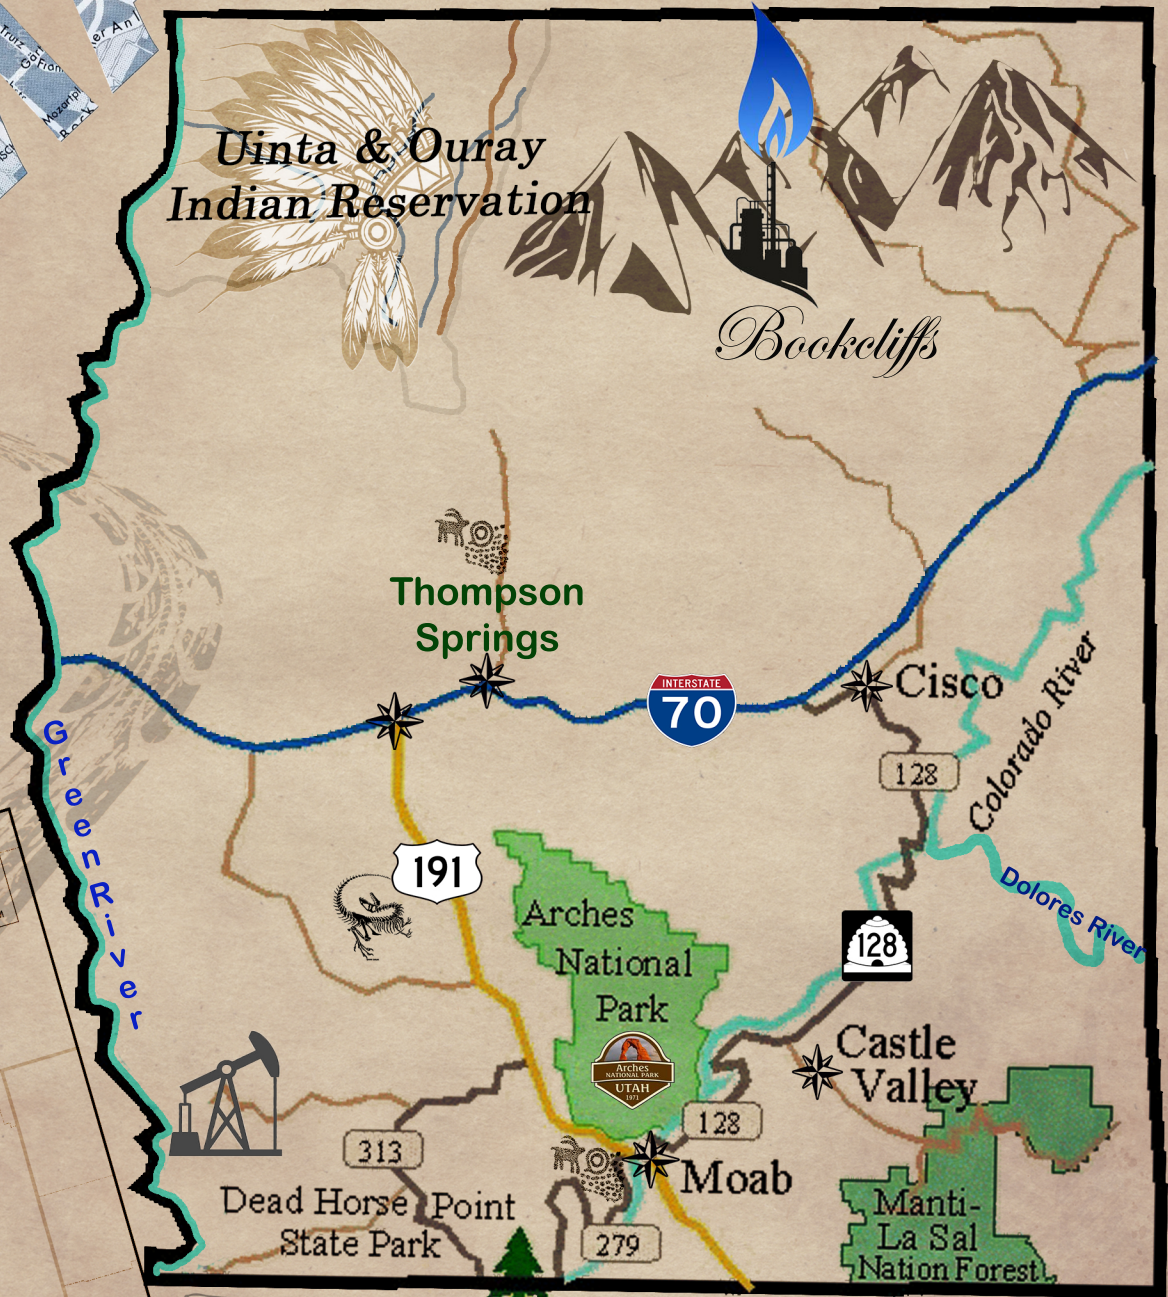 Uinta & Ouray
Indian Reservation
Bookcliffs
Thompson
Springs
INTERSTATE
70
Cisco
128
Colorado River
Green River
191
Arches
National
Park
Dolores River
128
Arches
NATIONAL PARK
UTAH
1971
Castle
Valley
128
313
Moab
Dead Horse Point
State Park
279
Manti-
La Sal
Nation Forest